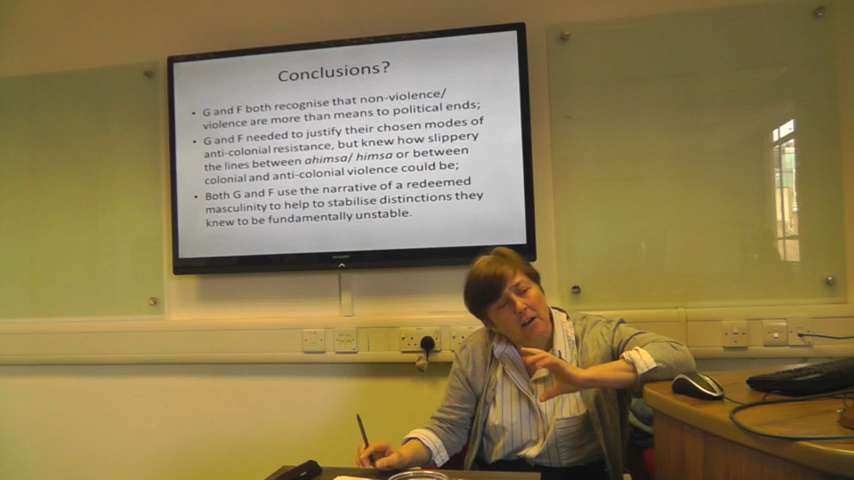 Conclusions?
• G and F both recognise that non-violence/
violence are more than means to political ends;
• G and F needed to justify their chosen modes of
anti-colonial resistance, but knew how slippery
the lines between ahimsa/ himsa or between
colonial and anti-colonial violence could be;
• Both G and F use the narrative of a redeemed
masculinity to help to stabilise distinctions they
knew to be fundamentally unstable.
SHARP